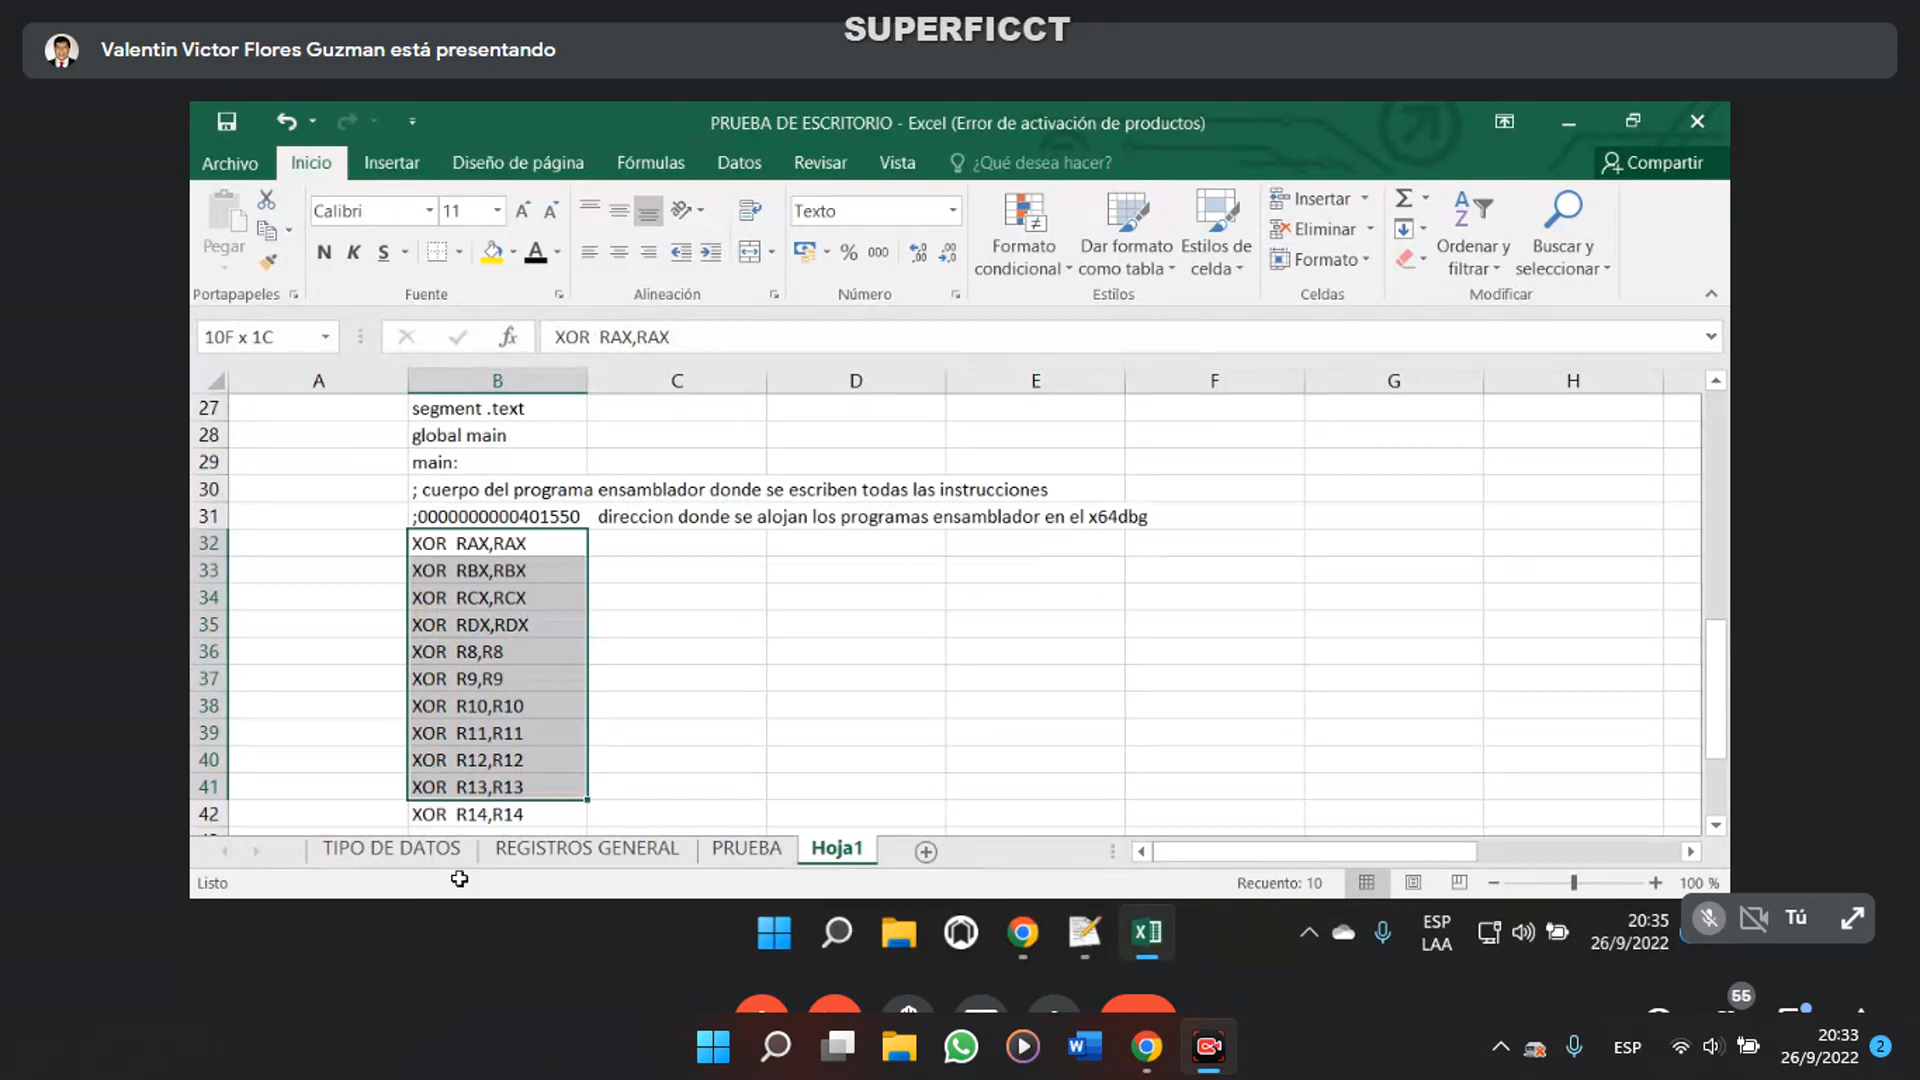 SUPERFICCT
Valentin Victor Flores Guzman está presentando
PRUEBA DE ESCRITORIO - Excel (Error de activación de productos)
Archivo Inicio Insertar Diseño de página Fórmulas Datos Revisar Vista ¿Qué desea hacer? Compartir
Pegar
Calibri 11
N K S
Texto
% 000
Formato condicional
Dar formato como tabla
Estilos de celda
Insertar
Eliminar
Formato
Ordenar y filtrar
Buscar y seleccionar
Portapapeles Fuente Alineación Número Estilos Celdas Modificar
10F x 1C fx XOR RAX,RAX
A B C D E F G H
27 segment .text
28 global main
29 main:
30 ; cuerpo del programa ensamblador donde se escriben todas las instrucciones
31 ;0000000000401550 direccion donde se alojan los programas ensamblador en el x64dbg
32 XOR RAX,RAX
33 XOR RBX,RBX
34 XOR RCX,RCX
35 XOR RDX,RDX
36 XOR R8,R8
37 XOR R9,R9
38 XOR R10,R10
39 XOR R11,R11
40 XOR R12,R12
41 XOR R13,R13
42 XOR R14,R14
TIPO DE DATOS REGISTROS GENERAL PRUEBA Hoja1
Listo Recuento: 10 100 %
ESP
LAA
20:35
26/9/2022
Tú
55
ESP
20:33
26/9/2022
2